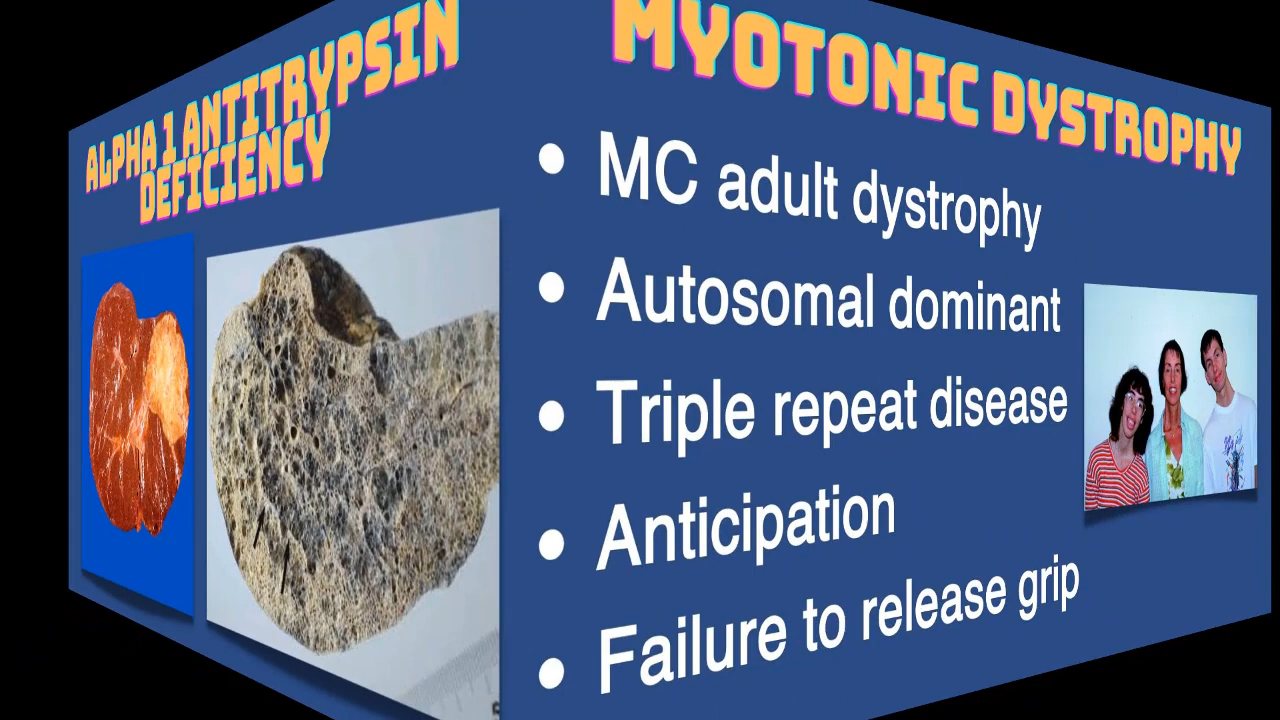 ALPHA 1 ANTITRYPSIN
DEFICIENCY
MYOTONIC DYSTROPHY
• MC adult dystrophy
• Autosomal dominant
• Triple repeat disease
• Anticipation
• Failure to release grip